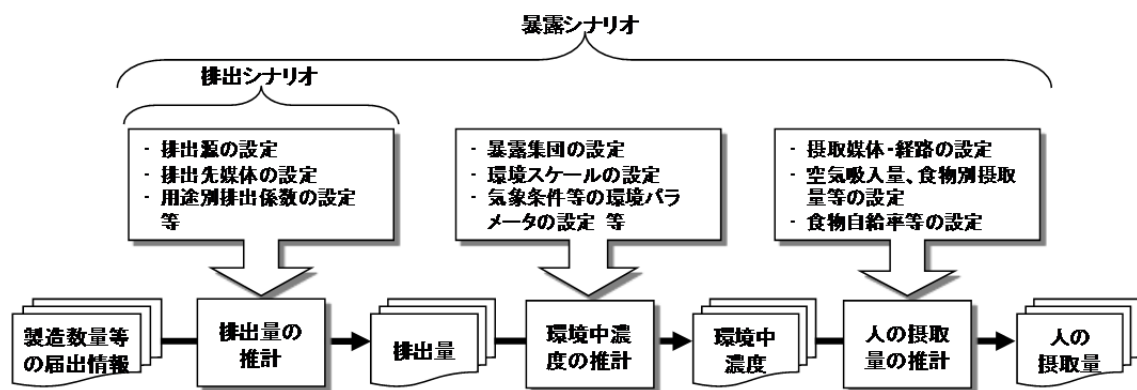 暴露シナリオ
排出シナリオ
- 排出源の設定
- 排出先媒体の設定
- 用途別排出係数の設定
等
- 暴露集団の設定
- 環境スケールの設定
- 気象条件等の環境パラ
メータの設定 等
- 摂取媒体・経路の設定
- 空気吸入量、食物別摂取
量等の設定
- 食物自給率等の設定
製造数量等
の届出情報
排出量の
推計
排出量
環境中濃
度の推計
環境中
濃度
人の摂取
量の推計
人の
摂取量